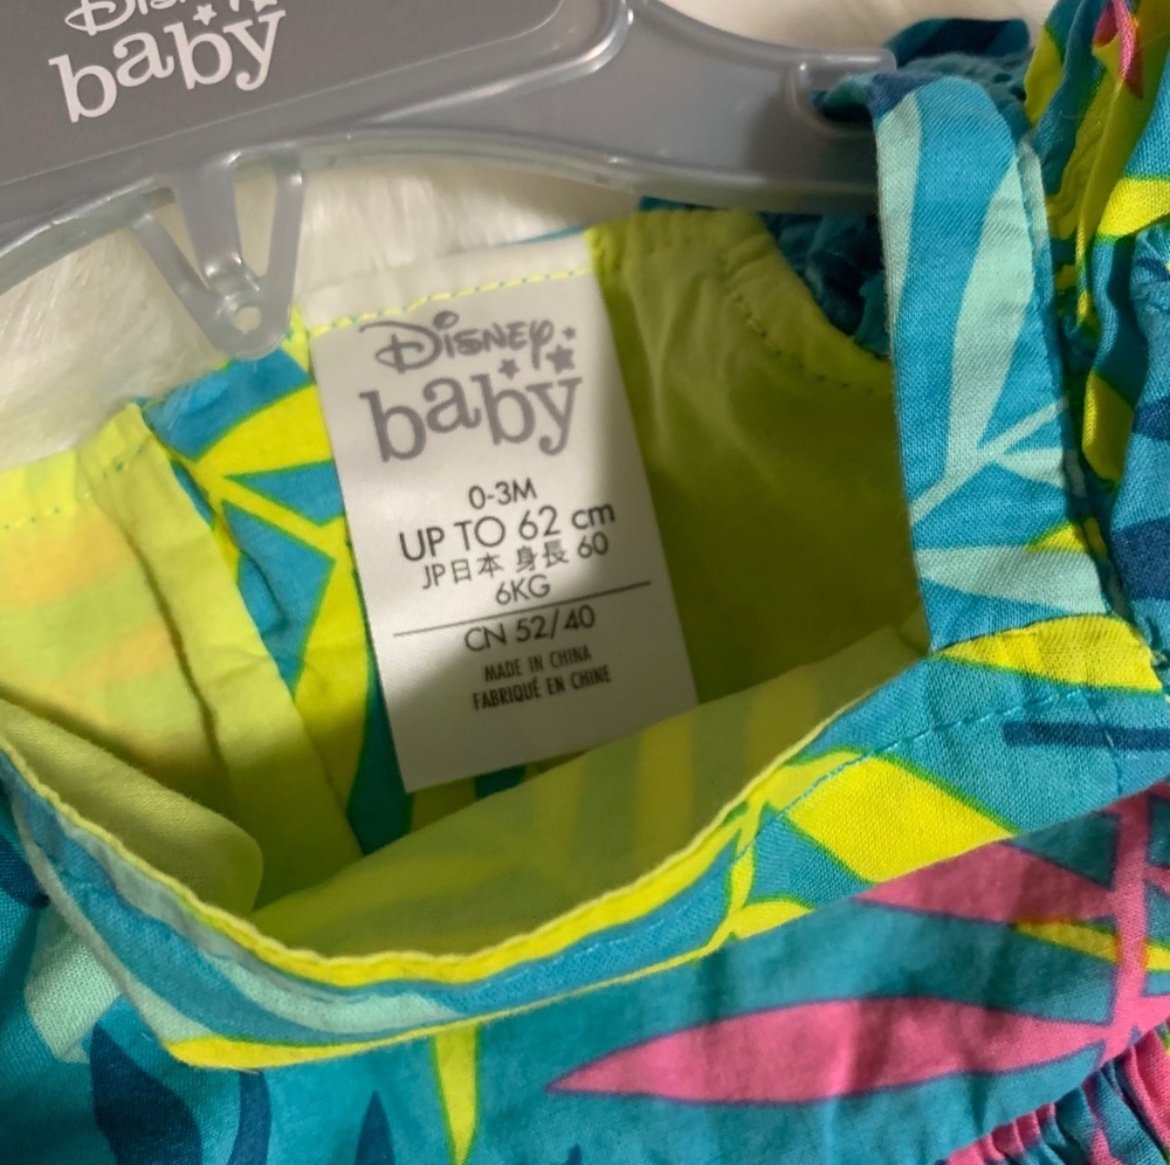 Disney
baby
Disney
baby
0-3M
UP TO 62 cm
JP日本 身長 60
6KG
CN 52/40
MADE IN CHINA
FABRIQUÉ EN CHINE